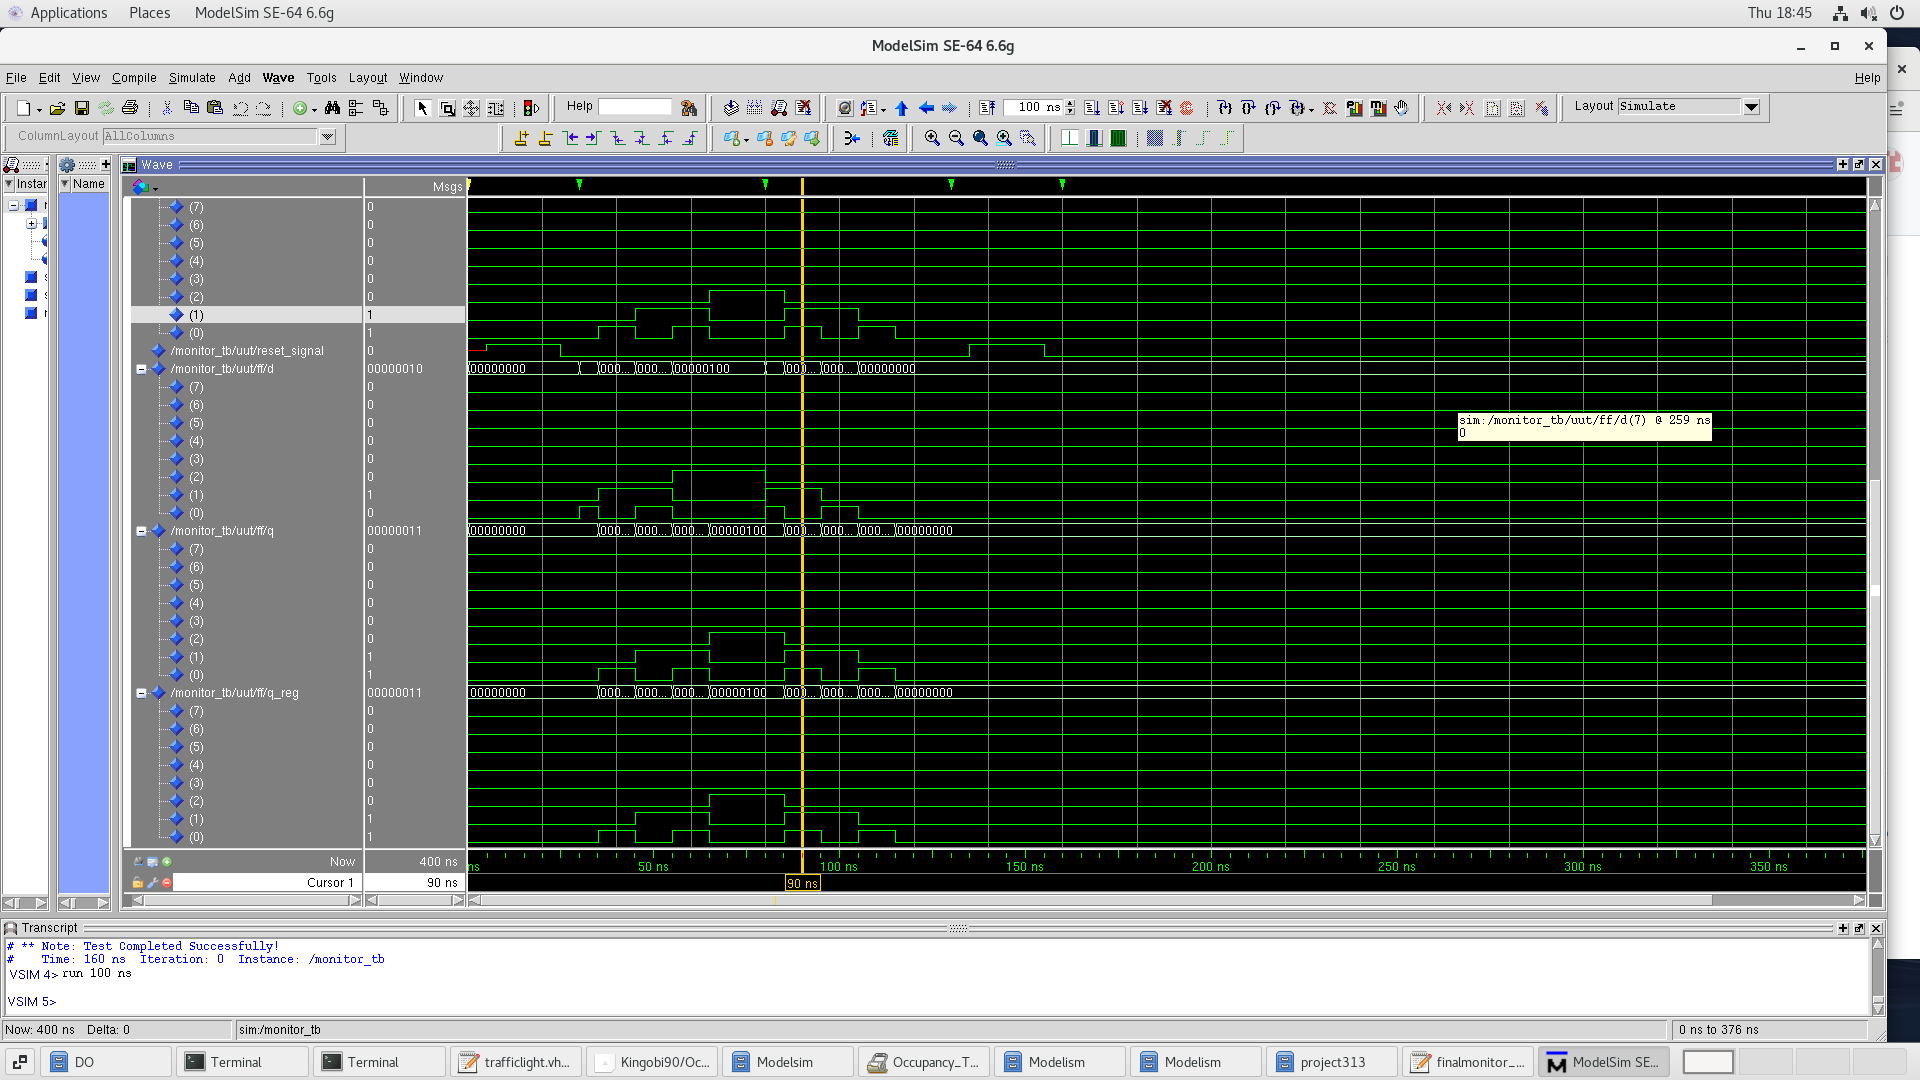 Applications Places ModelSim SE-64 6.6g Thu 18:45
ModelSim SE-64 6.6g
File Edit View Compile Simulate Add Wave Tools Layout Window Help
Help 100 ns Layout Simulate
ColumnLayout AllColumns
Wave
Instar Name Msgs
(7) 0
(6) 0
(5) 0
(4) 0
(3) 0
(2) 0
(1) 1
(0) 1
/monitor_tb/uut/reset_signal 0
/monitor_tb/uut/ff/d 00000010 00000000 000... 000... 00000100 000... 000... 00000000
(7) 0
(6) 0
(5) 0
(4) 0
(3) 0
(2) 0
(1) 1
(0) 0
sim:/monitor_tb/uut/ff/d(7) @ 259 ns
0
/monitor_tb/uut/ff/q 00000011 00000000 000... 000... 000... 00000100 000... 000... 000... 00000000
(7) 0
(6) 0
(5) 0
(4) 0
(3) 0
(2) 0
(1) 1
(0) 1
/monitor_tb/uut/ff/q_reg 00000011 00000000 000... 000... 000... 00000100 000... 000... 000... 00000000
(7) 0
(6) 0
(5) 0
(4) 0
(3) 0
(2) 0
(1) 1
(0) 1
Now 400 ns ns 50 ns 100 ns 150 ns 200 ns 250 ns 300 ns 350 ns
Cursor 1 90 ns 90 ns
Transcript
# ** Note: Test Completed Successfully!
# Time: 160 ns Iteration: 0 Instance: /monitor_tb
VSIM 4> run 100 ns
VSIM 5>
Now: 400 ns Delta: 0 sim:/monitor_tb 0 ns to 376 ns
DO Terminal Terminal trafficlight.vh... Kingobi90/Oc... Modelsim Occupancy_T... Modelism Modelism project313 finalmonitor_... ModelSim SE...